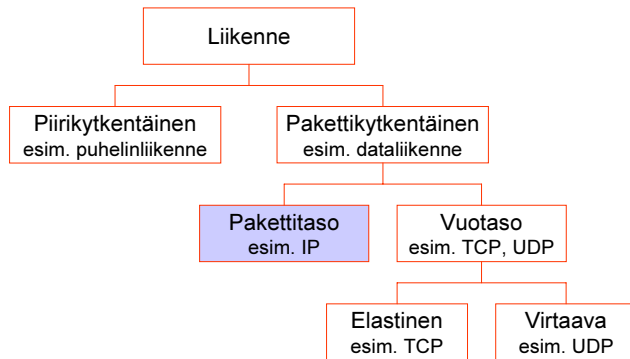 Liikenne
Piirikytkentäinen
esim. puhelinliikenne
Pakettikytkentäinen
esim. dataliikenne
Pakettitaso
esim. IP
Vuotaso
esim. TCP, UDP
Elastinen
esim. TCP
Virtaava
esim. UDP